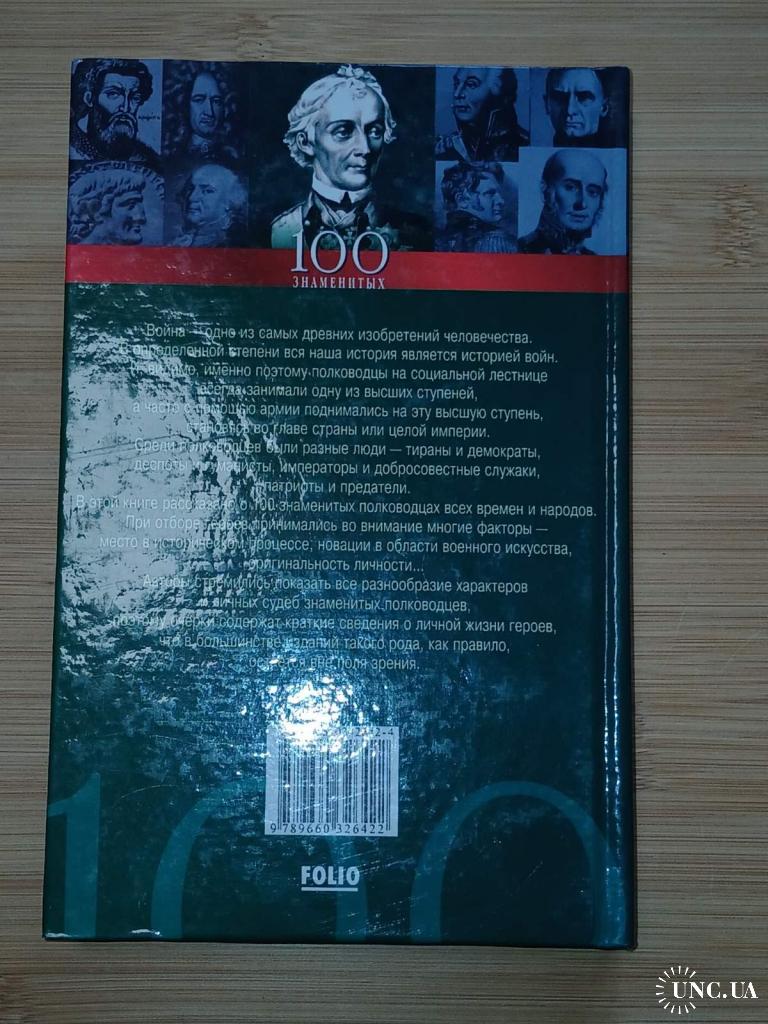 100
ЗНАМЕНИТЫХ
Война — одно из самых древних изобретений человечества.
определенной степени вся наша история является историей войн.
видимо, именно поэтому полководцы на социальной лестнице
всегда занимали одну из высших ступеней,
а часто с помощью армии поднимались на эту высшую ступень,
становясь во главе страны или целой империи.
Среди полководцев были разные люди — тираны и демократы,
деспоты и гуманисты, императоры и добросовестные служаки,
патриоты и предатели.
В этой книге рассказано о 100 знаменитых полководцах всех времен и народов.
При отборе героев принимались во внимание многие факторы —
место в историческом процессе, новации в области военного искусства,
оригинальность личности...
Авторы стремились показать все разнообразие характеров
и личных судеб знаменитых полководцев,
поэтому очерки содержат краткие сведения о личной жизни героев,
что в большинстве изданий такого рода, как правило,
остается вне поля зрения.
9 789660 326422
FOLIO
100
UNC.UA